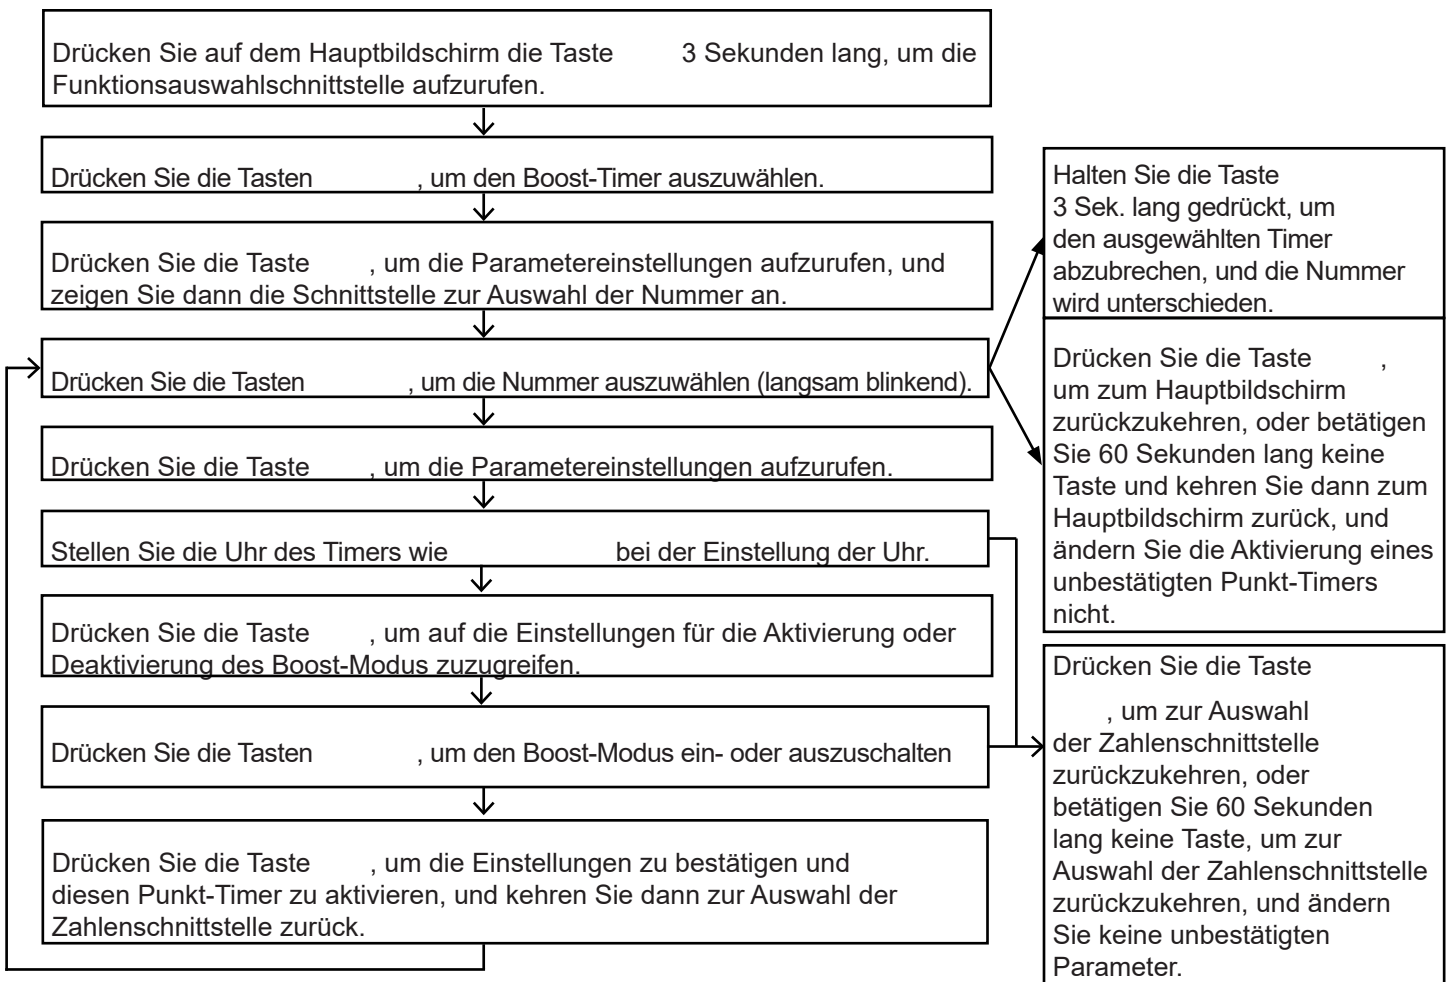 Drücken Sie auf dem Hauptbildschirm die Taste 3 Sekunden lang, um die
Funktionsauswahlschnittstelle aufzurufen.
Drücken Sie die Tasten , um den Boost-Timer auszuwählen.
Drücken Sie die Taste , um die Parametereinstellungen aufzurufen, und
zeigen Sie dann die Schnittstelle zur Auswahl der Nummer an.
Drücken Sie die Tasten , um die Nummer auszuwählen (langsam blinkend).
Drücken Sie die Taste , um die Parametereinstellungen aufzurufen.
Stellen Sie die Uhr des Timers wie bei der Einstellung der Uhr.
Drücken Sie die Taste , um auf die Einstellungen für die Aktivierung oder
Deaktivierung des Boost-Modus zuzugreifen.
Drücken Sie die Tasten , um den Boost-Modus ein- oder auszuschalten
Drücken Sie die Taste , um die Einstellungen zu bestätigen und
diesen Punkt-Timer zu aktivieren, und kehren Sie dann zur Auswahl der
Zahlenschnittstelle zurück.
Halten Sie die Taste
3 Sek. lang gedrückt, um
den ausgewählten Timer
abzubrechen, und die Nummer
wird unterschieden.
Drücken Sie die Taste ,
um zum Hauptbildschirm
zurückzukehren, oder betätigen
Sie 60 Sekunden lang keine
Taste und kehren Sie dann zum
Hauptbildschirm zurück, und
ändern Sie die Aktivierung eines
unbestätigten Punkt-Timers
nicht.
Drücken Sie die Taste
, um zur Auswahl
der Zahlenschnittstelle
zurückzukehren, oder
betätigen Sie 60 Sekunden
lang keine Taste, um zur
Auswahl der Zahlenschnittstelle
zurückzukehren, und ändern
Sie keine unbestätigten
Parameter.